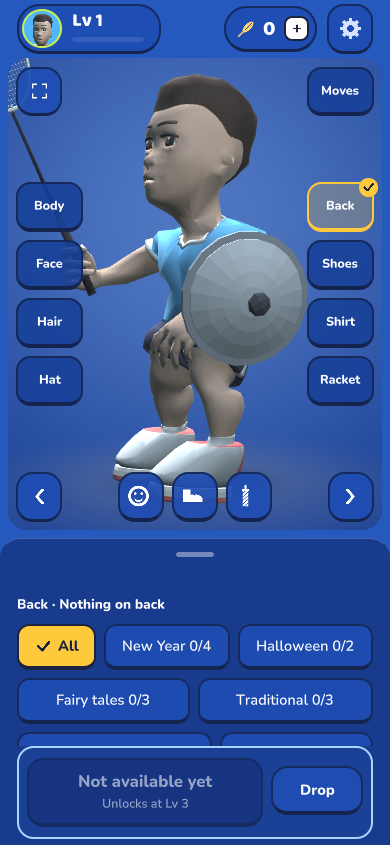 Lv 1
0
+
Moves
Body
Back
Face
Shoes
Hair
Shirt
Hat
Racket
Back · Nothing on back
All
New Year 0/4
Halloween 0/2
Fairy tales 0/3
Traditional 0/3
Not available yet
Unlocks at Lv 3
Drop